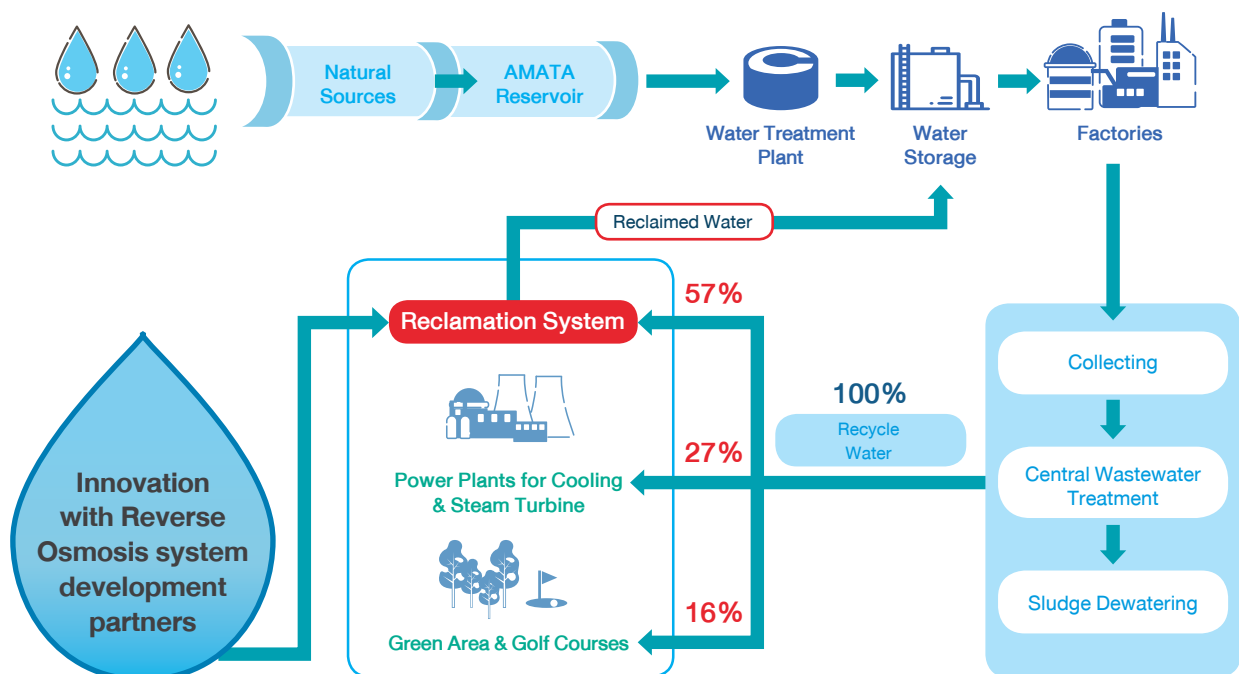 Natural
Sources
AMATA
Reservoir
Water Treatment
Plant
Water
Storage
Factories
Reclaimed Water
57%
Reclamation System
Collecting
100%
Recycle
Water
27%
Power Plants for Cooling
& Steam Turbine
Central Wastewater
Treatment
Innovation
with Reverse
Osmosis system
development
partners
16%
Green Area & Golf Courses
Sludge Dewatering